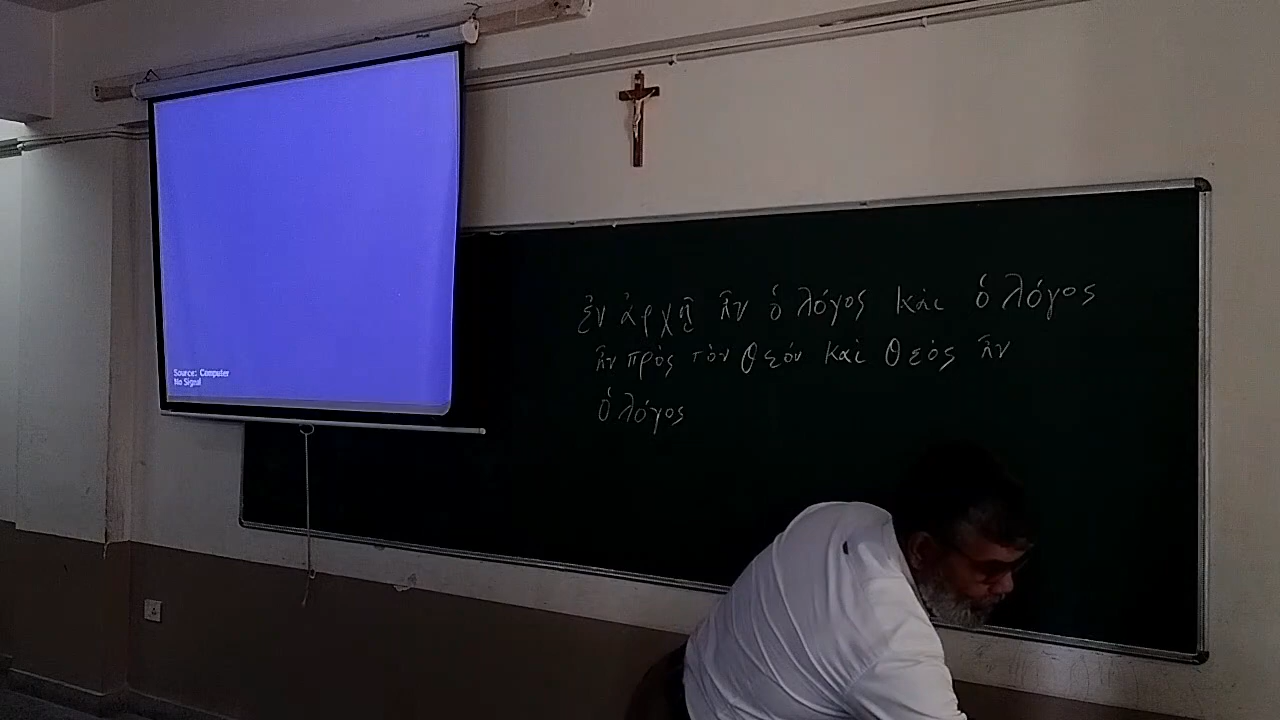 Source: Computer
No Signal
ἐν ἀρχῇ ἦν ὁ λόγος καὶ ὁ λόγος
ἦν πρὸς τὸν θεόν καὶ θεὸς ἦν
ὁ λόγος